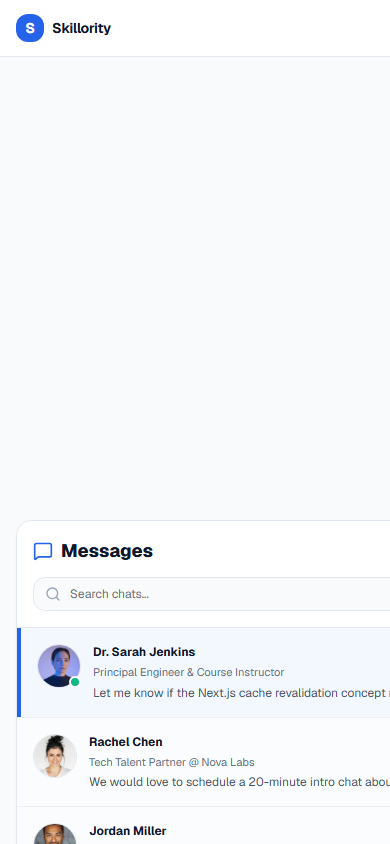 S Skillority
Messages
Search chats...
Dr. Sarah Jenkins
Principal Engineer & Course Instructor
Let me know if the Next.js cache revalidation concept
Rachel Chen
Tech Talent Partner @ Nova Labs
We would love to schedule a 20-minute intro chat
Jordan Miller